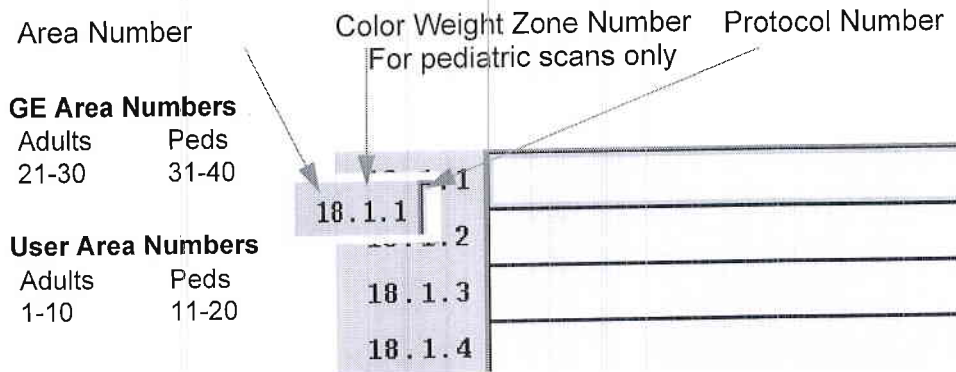 Area Number
Color Weight Zone Number
For pediatric scans only
Protocol Number
GE Area Numbers
Adults Peds
21-30 31-40
User Area Numbers
Adults Peds
1-10 11-20
18.1.1
18.1.3
18.1.4